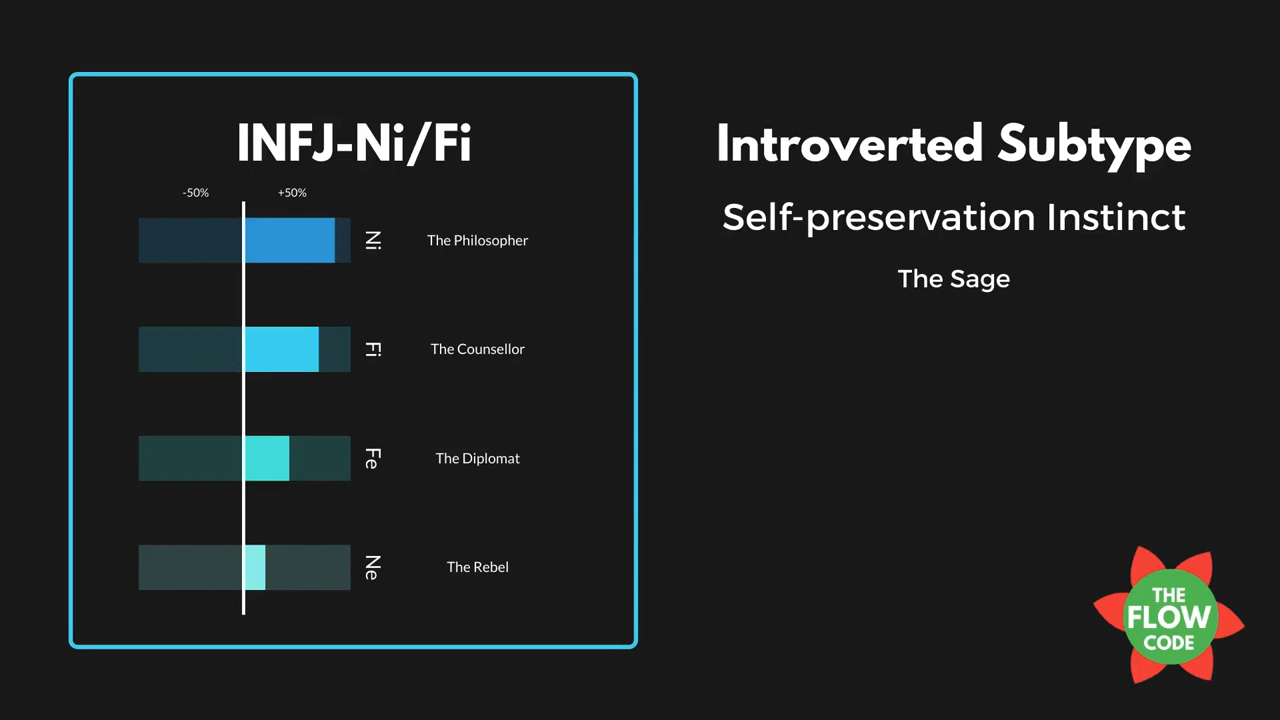 INFJ-Ni/Fi
-50% +50%
Ni The Philosopher
Fi The Counsellor
Fe The Diplomat
Ne The Rebel
Introverted Subtype
Self-preservation Instinct
The Sage
THE
FLOW
CODE